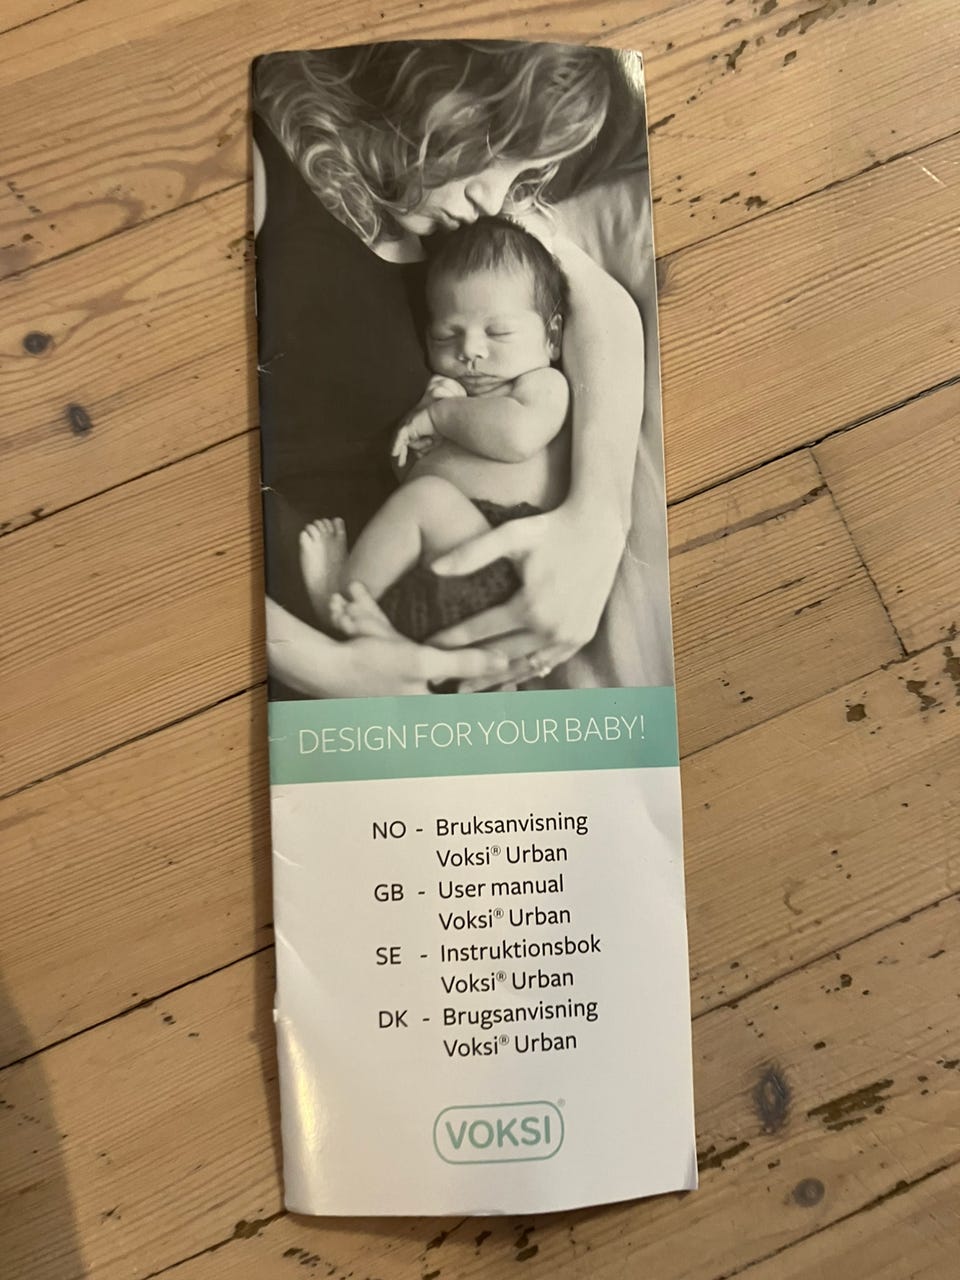 DESIGN FOR YOUR BABY!
NO - Bruksanvisning
Voksi® Urban
GB - User manual
Voksi® Urban
SE - Instruktionsbok
Voksi® Urban
DK - Brugsanvisning
Voksi® Urban
VOKSI®